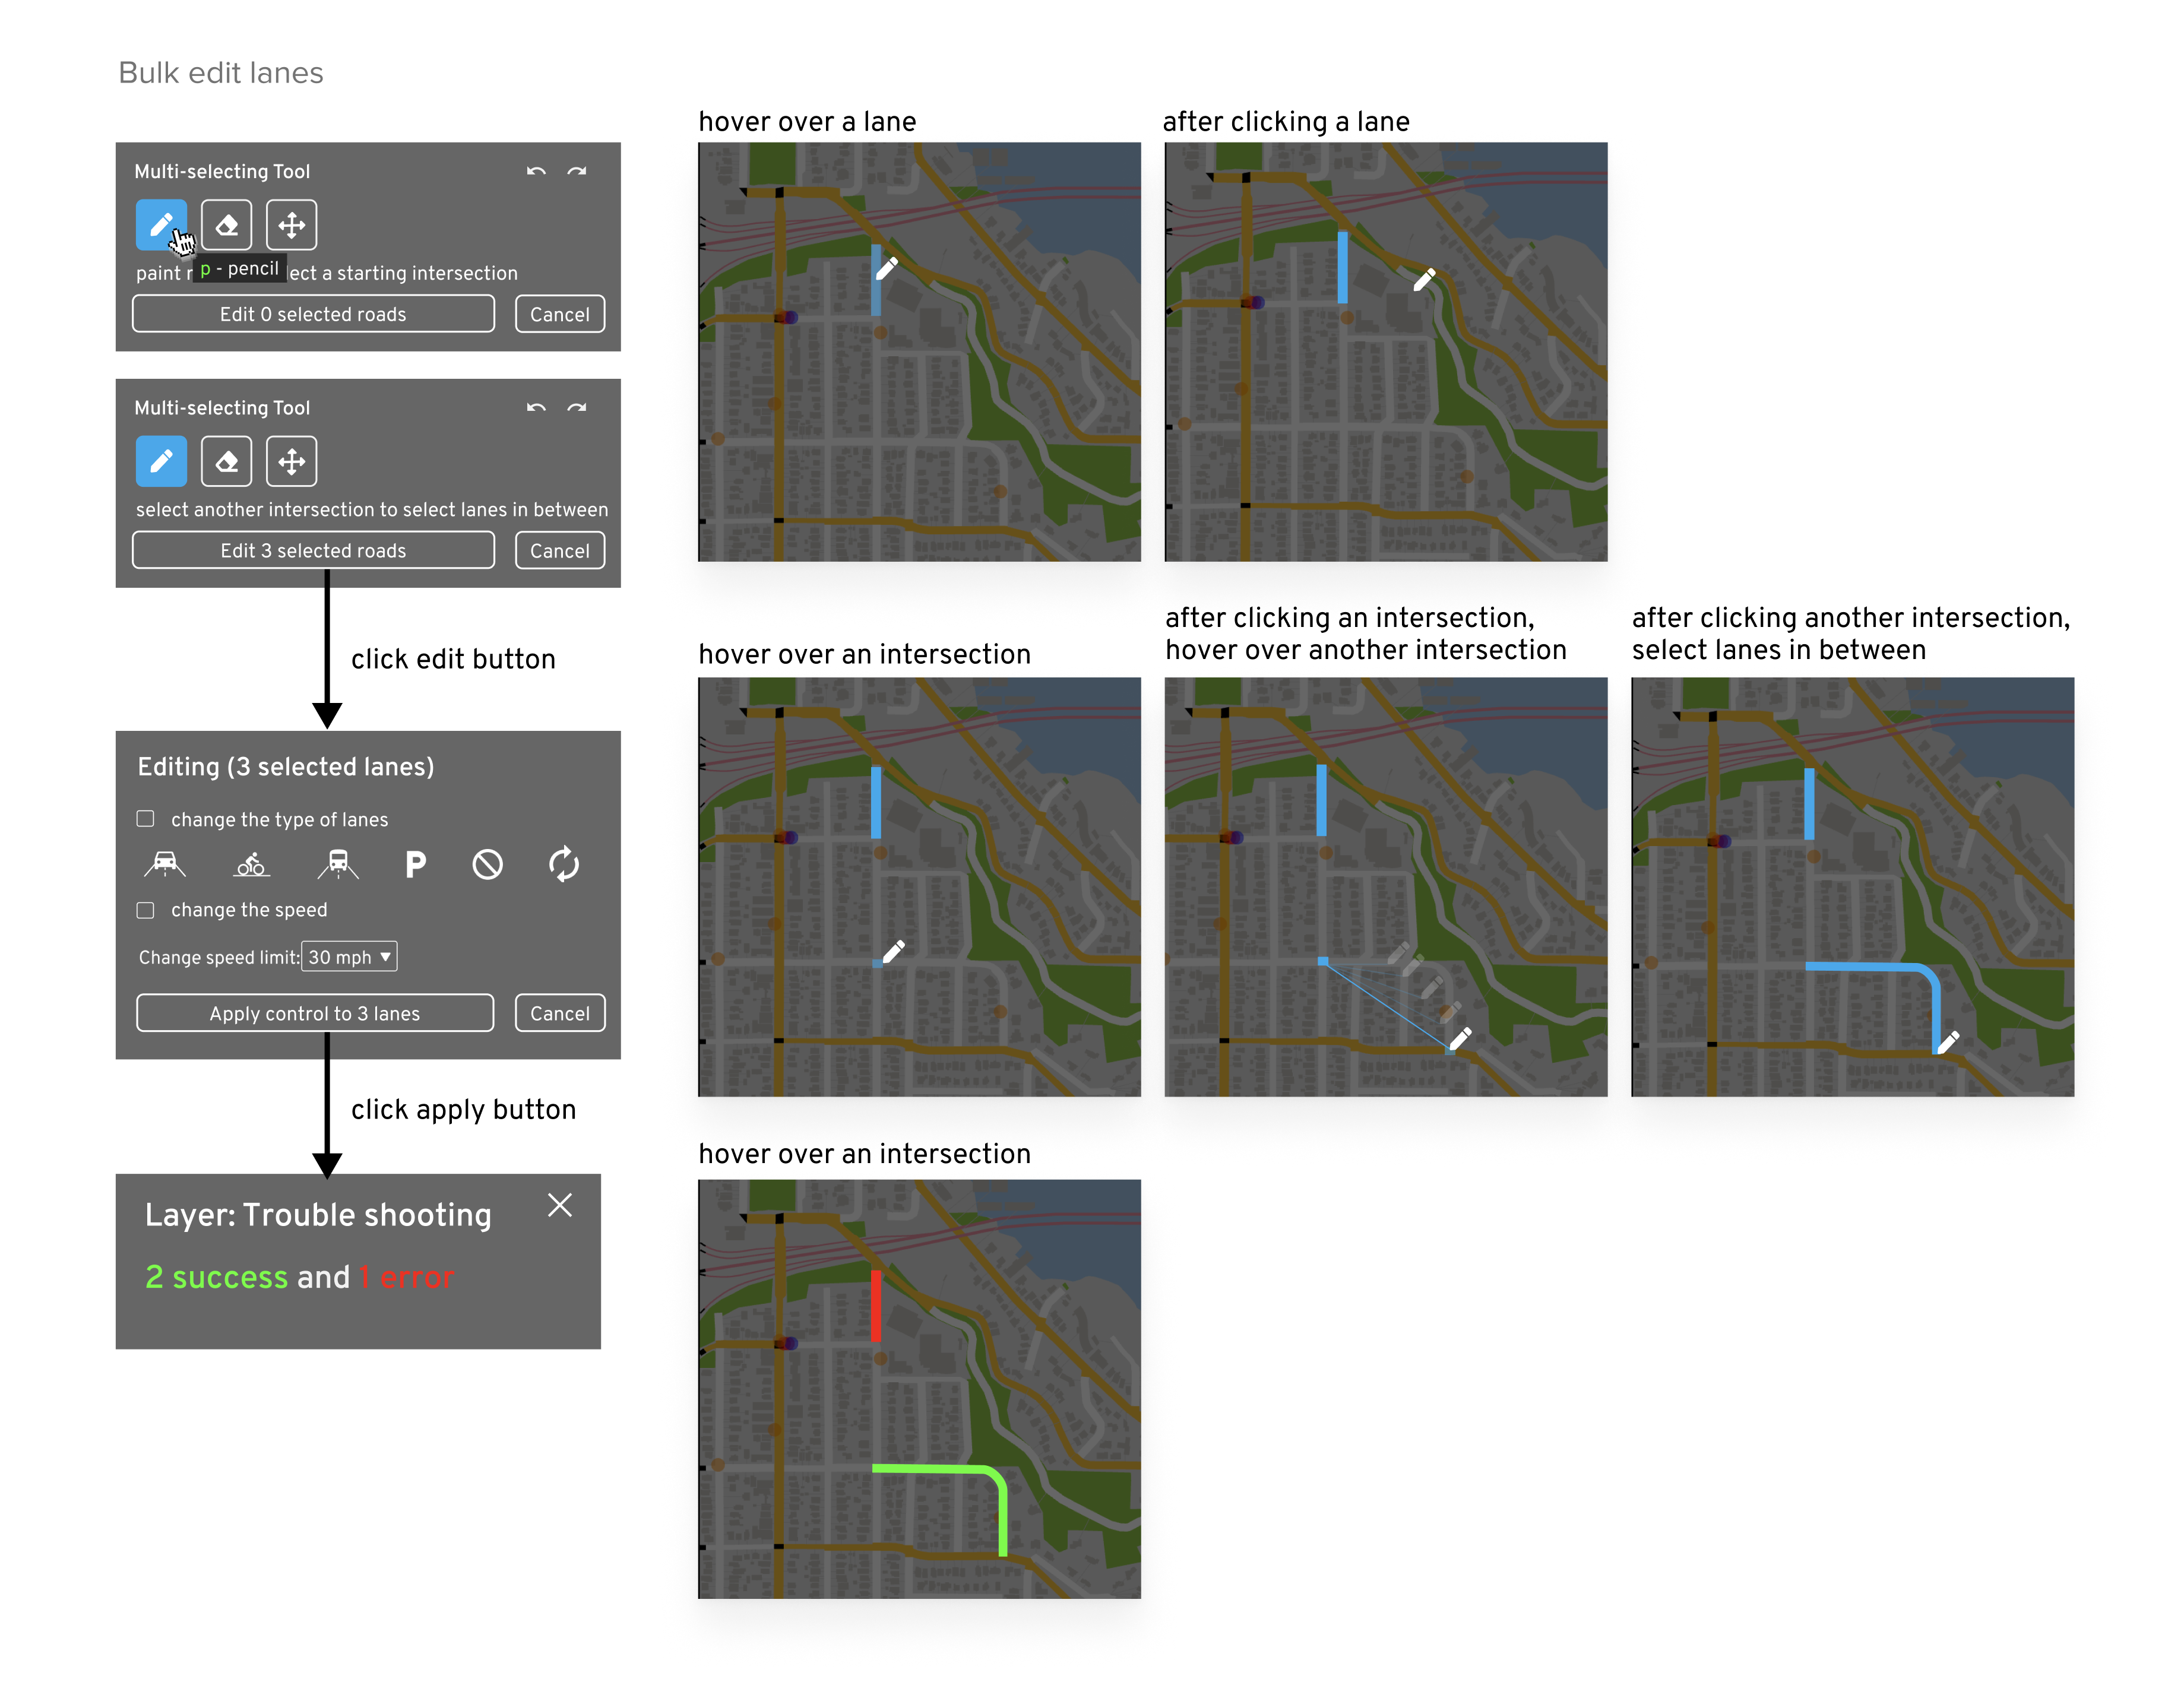 Bulk edit lanes
Multi-selecting Tool
p - pencil
paint r lect a starting intersection
Edit 0 selected roads
Cancel
Multi-selecting Tool
select another intersection to select lanes in between
Edit 3 selected roads
Cancel
click edit button
Editing (3 selected lanes)
change the type of lanes
P
change the speed
Change speed limit: 30 mph ▼
Apply control to 3 lanes
Cancel
click apply button
Layer: Trouble shooting
2 success and 1 error
hover over a lane
after clicking a lane
hover over an intersection
after clicking an intersection,
hover over another intersection
after clicking another intersection,
select lanes in between
hover over an intersection